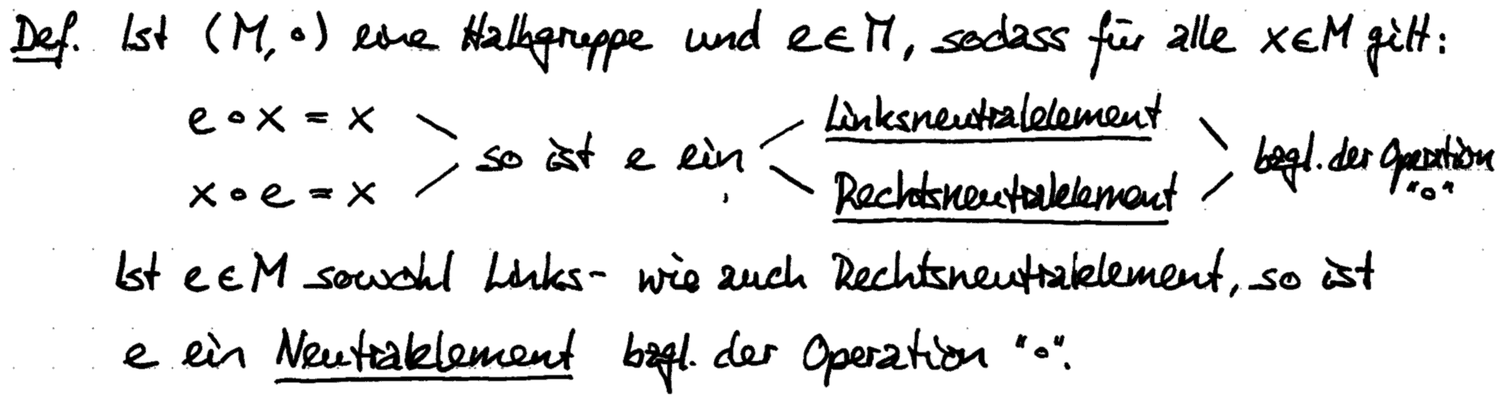 Def. Ist (M, ∘) eine Halbgruppe und e∈M, sodass für alle x∈M gilt:
e∘x = x
so ist e ein
Linksneutralelement
bzgl. der Operation "∘"
x∘e = x
Rechtsneutralelement
Ist e∈M sowohl Links- wie auch Rechtsneutralelement, so ist
e ein Neutralelement bzgl. der Operation "∘".